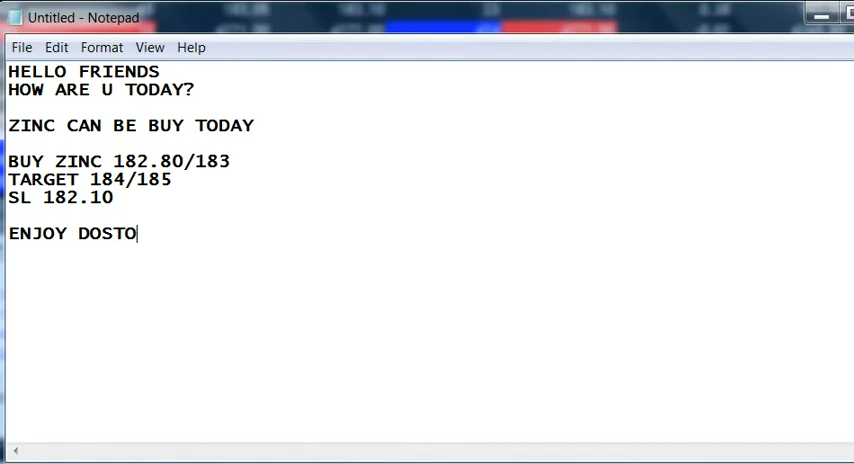 Untitled - Notepad
File Edit Format View Help
HELLO FRIENDS
HOW ARE U TODAY?
ZINC CAN BE BUY TODAY
BUY ZINC 182.80/183
TARGET 184/185
SL 182.10
ENJOY DOSTO